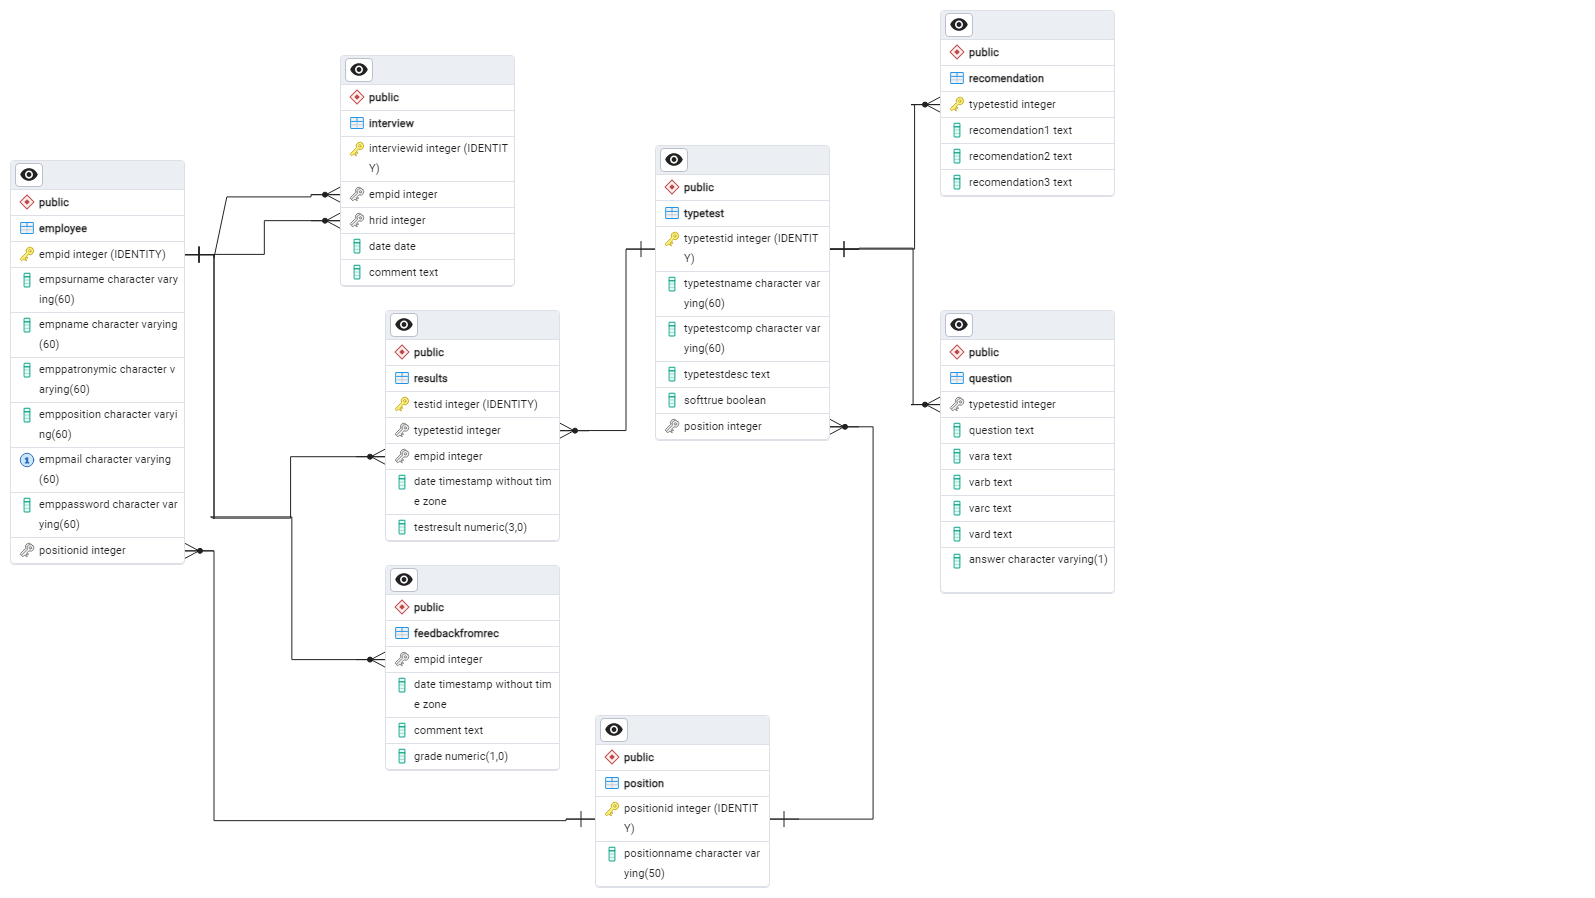 public
employee
empid integer (IDENTITY)
empsurname character vary
ing(60)
empname character varying
(60)
emppatronymic character v
arying(60)
empposition character varyi
ng(60)
1
empmail character varying
(60)
emppassword character var
ying(60)
positionid integer
public
interview
interviewid integer (IDENTIT
Y)
empid integer
hrid integer
date date
comment text
public
results
testid integer (IDENTITY)
typetestid integer
empid integer
date timestamp without tim
e zone
testresult numeric(3,0)
public
feedbackfromrec
empid integer
date timestamp without tim
e zone
comment text
grade numeric(1,0)
public
position
positionid integer (IDENTIT
Y)
positionname character var
ying(50)
public
typetest
typetestid integer (IDENTIT
Y)
typetestname character var
ying(60)
typetestcomp character var
ying(60)
typetestdesc text
softtrue boolean
position integer
public
recomendation
typetestid integer
recomendation1 text
recomendation2 text
recomendation3 text
public
question
typetestid integer
question text
vara text
varb text
varc text
vard text
answer character varying(1)